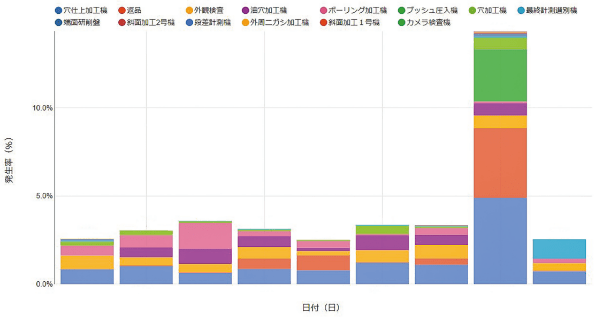 穴仕上加工機 返品 外観検査 油穴加工機 ボーリング加工機 ブッシュ圧入機 穴加工機 最終計測選別機
端面研削盤 斜面加工2号機 段差計測機 外周ニガシ加工機 斜面加工1号機 カメラ検査機
10.0%
発生率（%）
5.0%
0.0%
日付（日）